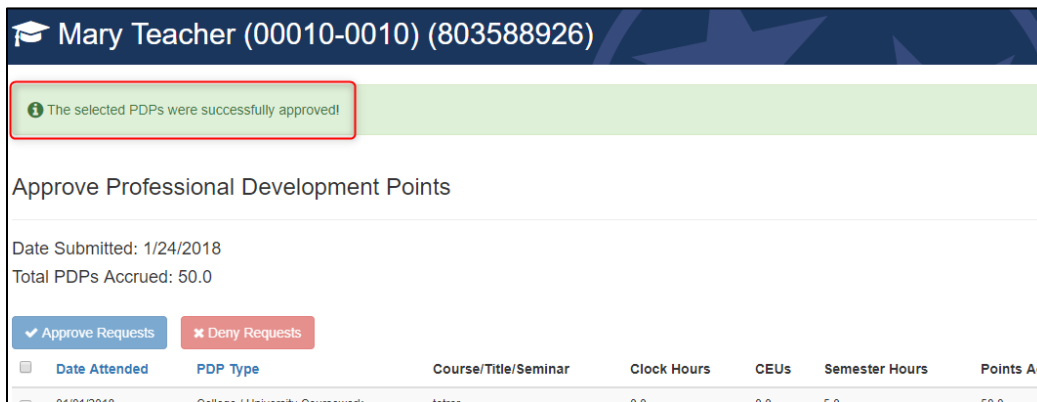 Mary Teacher (00010-0010) (803588926)
The selected PDPs were successfully approved!
Approve Professional Development Points
Date Submitted: 1/24/2018
Total PDPs Accrued: 50.0
Approve Requests Deny Requests
Date Attended PDP Type Course/Title/Seminar Clock Hours CEUs Semester Hours Points A